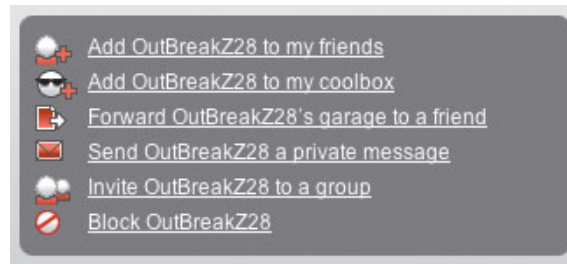 Add OutBreakZ28 to my friends
Add OutBreakZ28 to my coolbox
Forward OutBreakZ28's garage to a friend
Send OutBreakZ28 a private message
Invite OutBreakZ28 to a group
Block OutBreakZ28